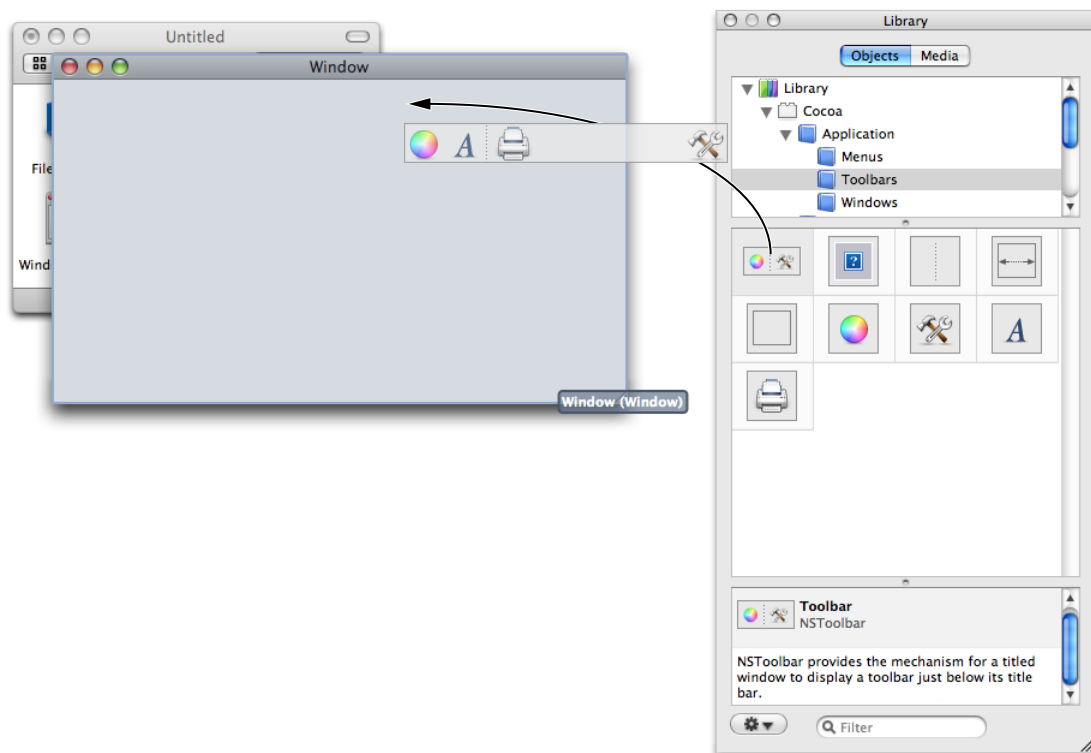 Untitled
File
Wind
Window
A
Window (Window)
Library
Objects Media
Library
Cocoa
Application
Menus
Toolbars
Windows
?
A
Toolbar
NSToolbar
NSToolbar provides the mechanism for a titled
window to display a toolbar just below its title
bar.
Filter